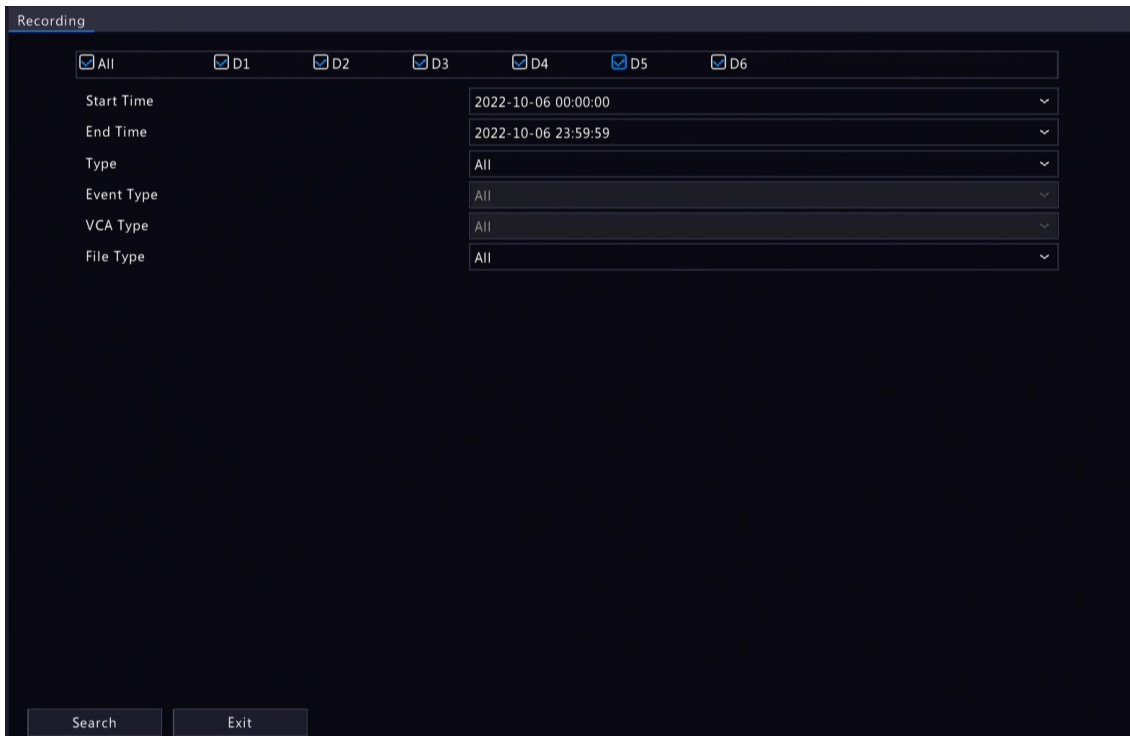 Recording
All D1 D2 D3 D4 D5 D6
Start Time 2022-10-06 00:00:00
End Time 2022-10-06 23:59:59
Type All
Event Type All
VCA Type All
File Type All
Search Exit